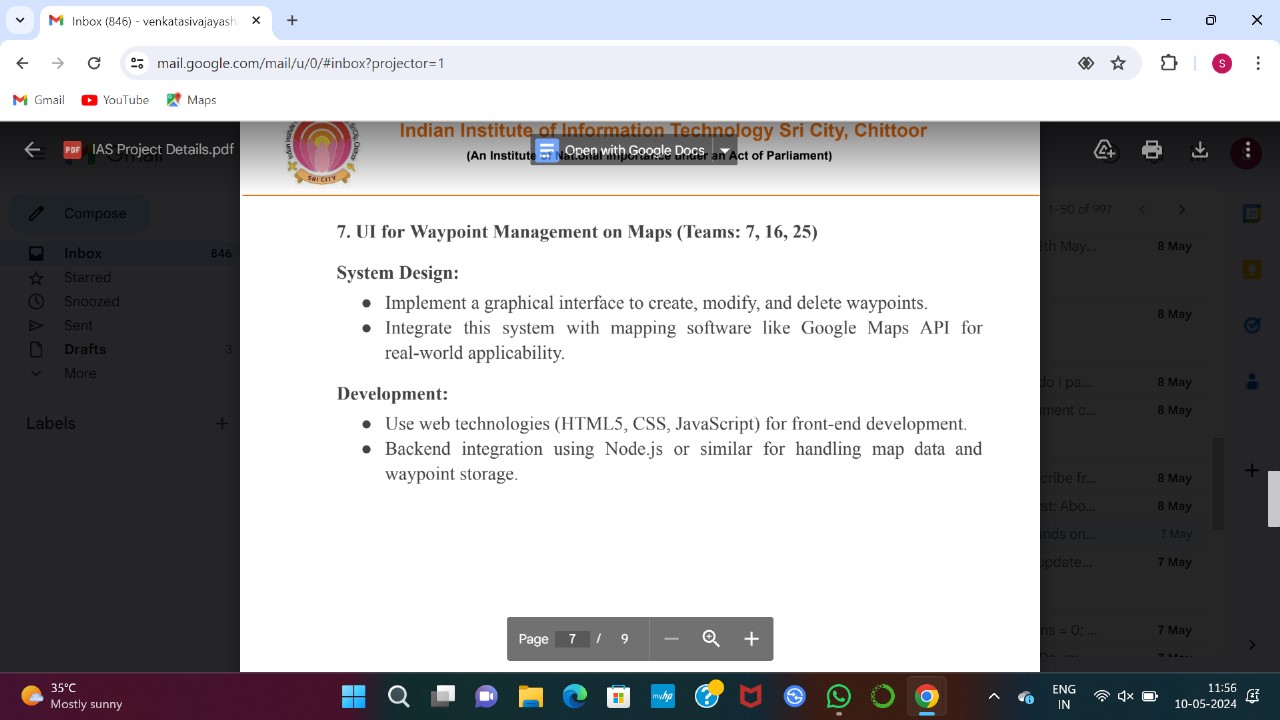 Inbox (846) - venkatasivajayash
mail.google.com/mail/u/0/#inbox?projector=1
S
Gmail YouTube Maps
Indian Institute of Information Technology Sri City, Chittoor
PDF IAS Project Details.pdf
Open with Google Docs
(An Institute of National Importance under an Act of Parliament)
SRI CITY
Compose
1-50 of 997
7. UI for Waypoint Management on Maps (Teams: 7, 16, 25)
Inbox 846
8 May
Starred
System Design:
Snoozed
● Implement a graphical interface to create, modify, and delete waypoints.
8 May
Sent
● Integrate this system with mapping software like Google Maps API for
real-world applicability.
Drafts 3
More
8 May
Development:
8 May
Labels
● Use web technologies (HTML5, CSS, JavaScript) for front-end development.
● Backend integration using Node.js or similar for handling map data and
waypoint storage.
8 May
8 May
7 May
7 May
7 May
Page 7 / 9
35°C
Mostly sunny
myhp
ENG
IN
11:56
10-05-2024